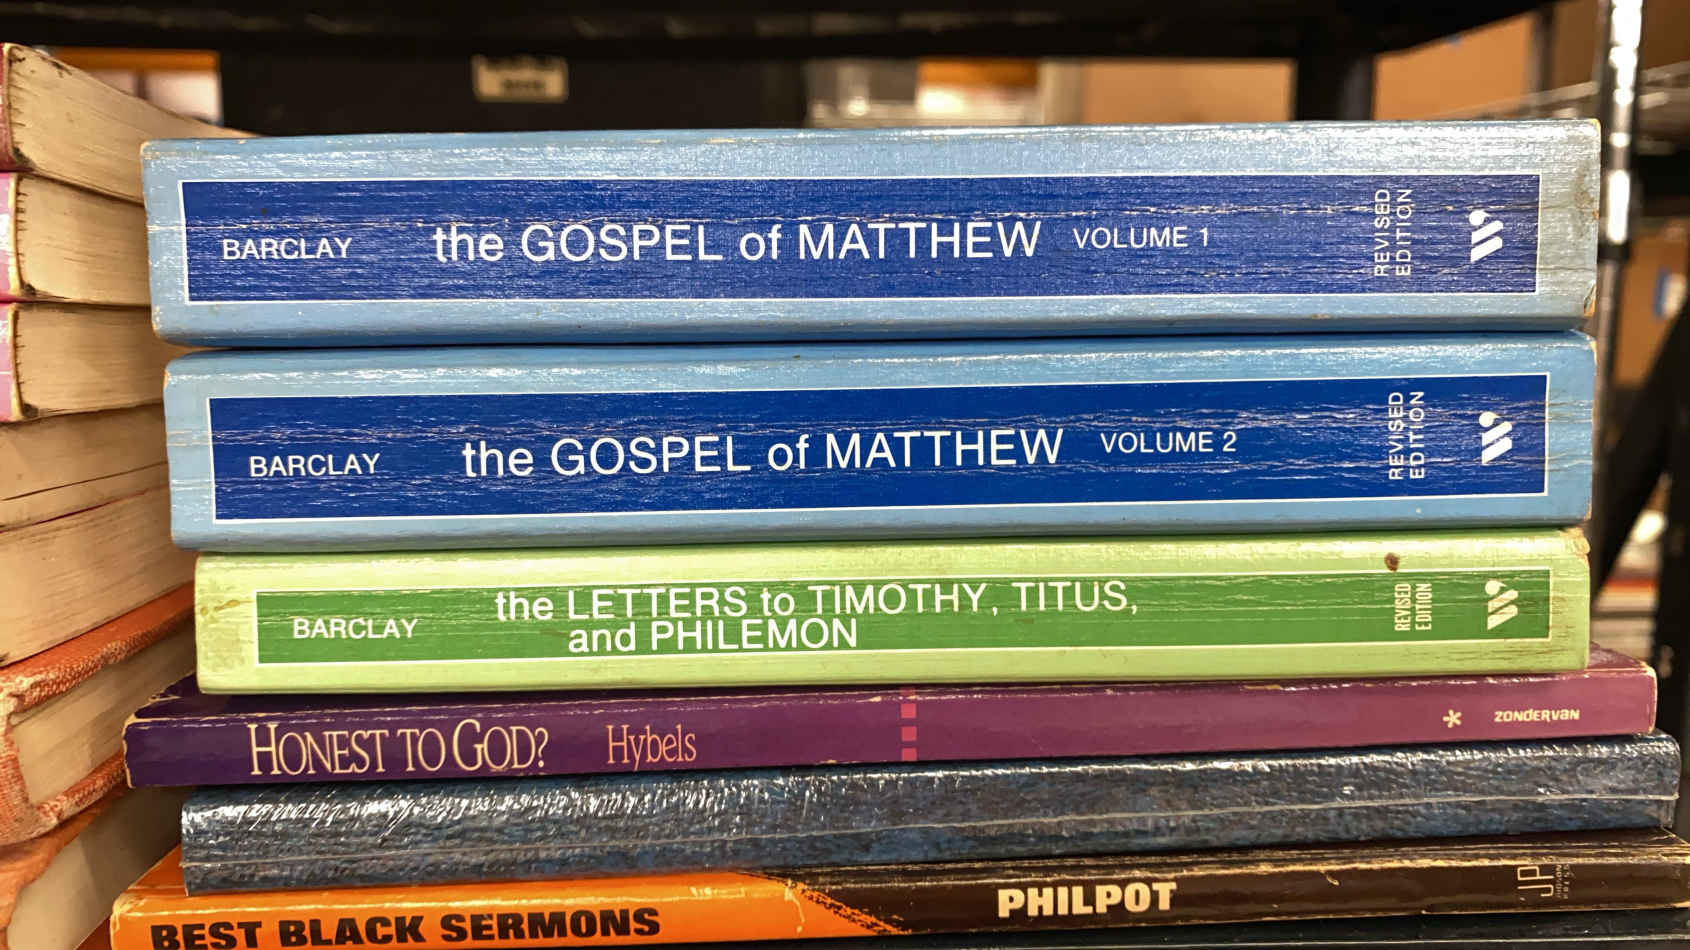 BARCLAY the GOSPEL of MATTHEW VOLUME 1 REVISED EDITION
BARCLAY the GOSPEL of MATTHEW VOLUME 2 REVISED EDITION
BARCLAY the LETTERS to TIMOTHY, TITUS,
and PHILEMON REVISED EDITION
HONEST TO GOD? Hybels ZONDERVAN
BEST BLACK SERMONS PHILPOT JP